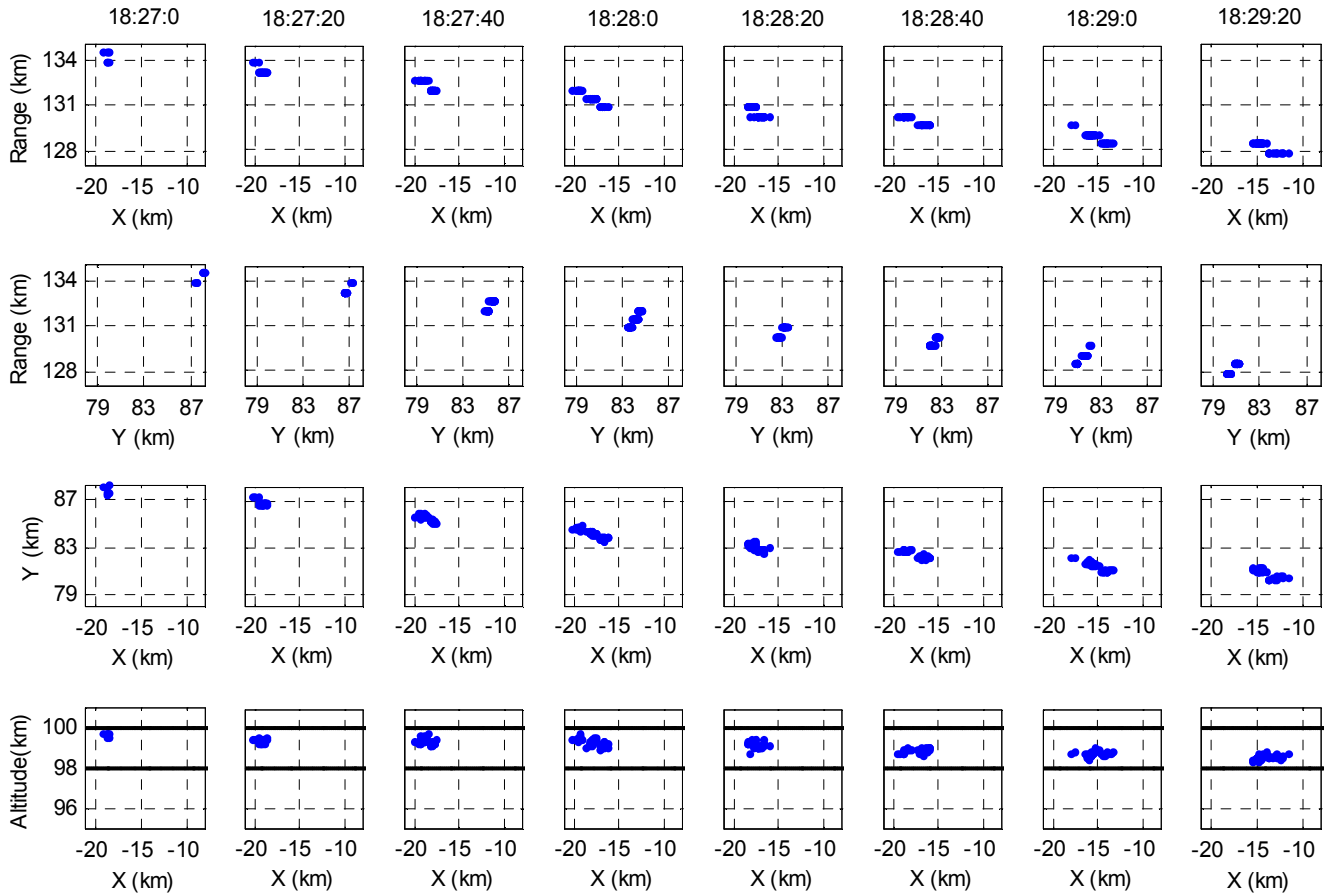 18:27:0 18:27:20 18:27:40 18:28:0 18:28:20 18:28:40 18:29:0 18:29:20
Range (km)
134
131
128
-20 -15 -10 -20 -15 -10 -20 -15 -10 -20 -15 -10 -20 -15 -10 -20 -15 -10 -20 -15 -10 -20 -15 -10
X (km) X (km) X (km) X (km) X (km) X (km) X (km) X (km)
Range (km)
134
131
128
79 83 87 79 83 87 79 83 87 79 83 87 79 83 87 79 83 87 79 83 87 79 83 87
Y (km) Y (km) Y (km) Y (km) Y (km) Y (km) Y (km) Y (km)
Y (km)
87
83
79
-20 -15 -10 -20 -15 -10 -20 -15 -10 -20 -15 -10 -20 -15 -10 -20 -15 -10 -20 -15 -10 -20 -15 -10
X (km) X (km) X (km) X (km) X (km) X (km) X (km) X (km)
Altitude(km)
100
98
96
-20 -15 -10 -20 -15 -10 -20 -15 -10 -20 -15 -10 -20 -15 -10 -20 -15 -10 -20 -15 -10 -20 -15 -10
X (km) X (km) X (km) X (km) X (km) X (km) X (km) X (km)